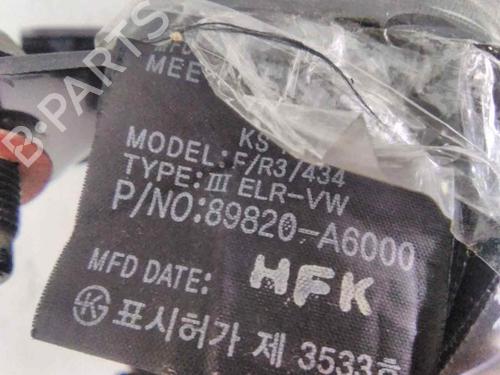 B-PARTS
MFD
MEE
KS
MODEL: F/R3/434
TYPE: III ELR-VW
P/NO: 89820-A6000
MFD DATE: HFK
표시허가 제 3533호